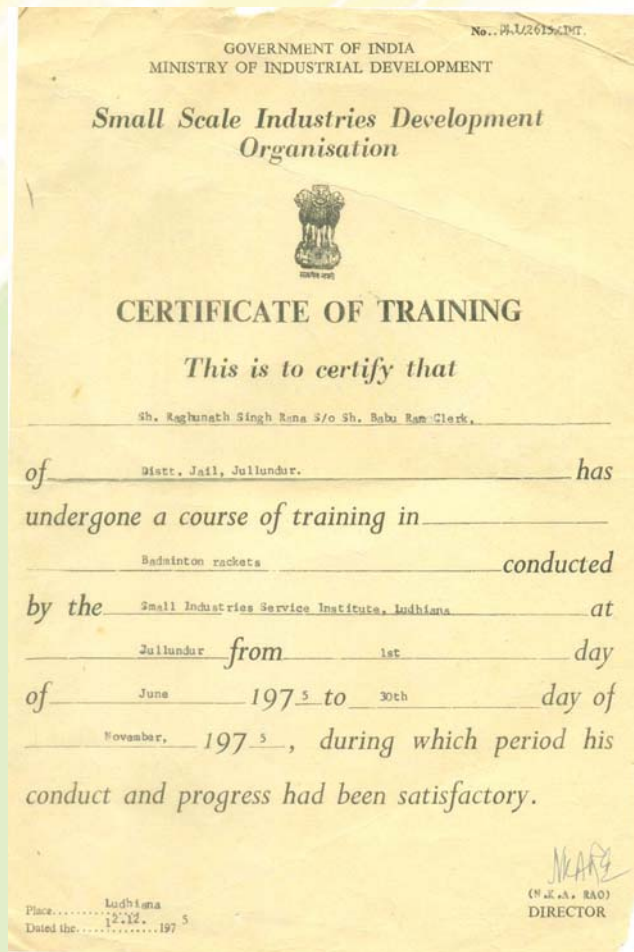 No..
GOVERNMENT OF INDIA
MINISTRY OF INDUSTRIAL DEVELOPMENT
Small Scale Industries Development
Organisation
सत्यमेव जयते
CERTIFICATE OF TRAINING
This is to certify that
Sh. Raghunath Singh Rana S/o Sh. Babu Ram Clerk,
of Distt. Jail, Jullundur. has
undergone a course of training in
Badminton rackets conducted
by the Small Industries Service Institute, Ludhiana at
Jullundur from 1st day
of June 1975 to 30th day of
November, 1975, during which period his
conduct and progress had been satisfactory.
(N.K.A. RAO)
Place........ Ludhiana
DIRECTOR
Dated the..... 12.12. 1975